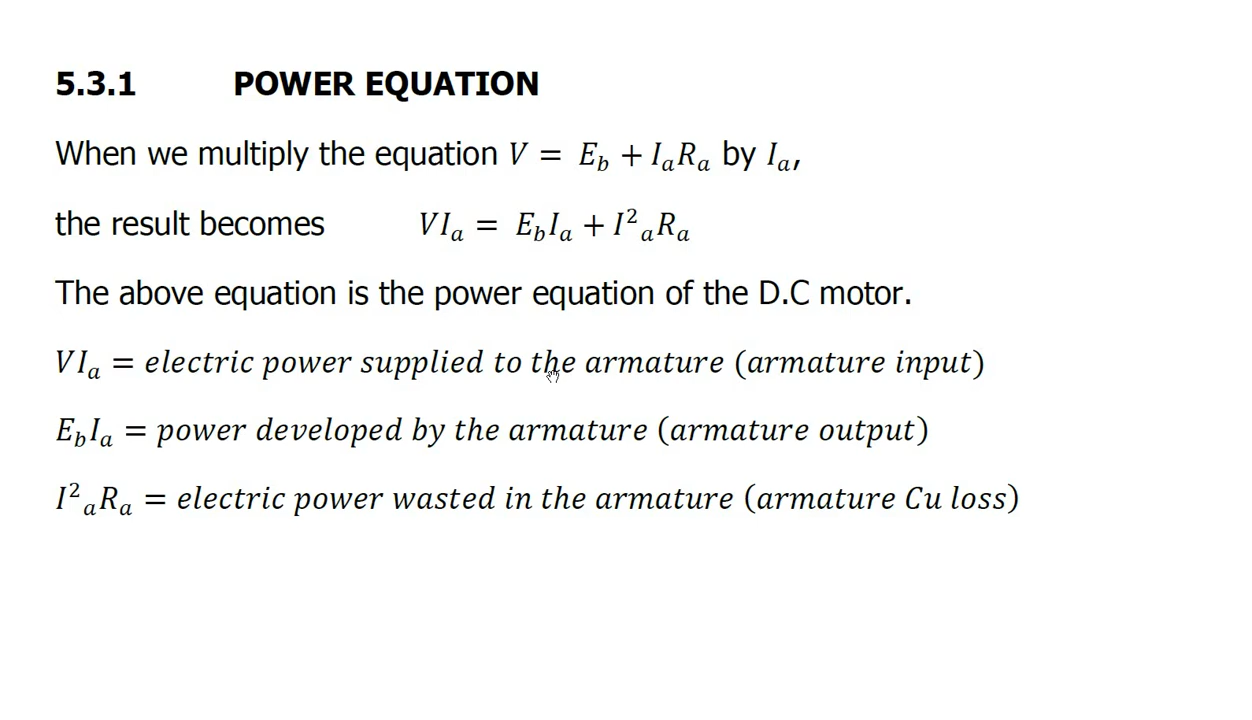 5.3.1 POWER EQUATION
When we multiply the equation V = E_b + I_aR_a by I_a,
the result becomes VI_a = E_bI_a + I²_aR_a
The above equation is the power equation of the D.C motor.
VI_a = electric power supplied to the armature (armature input)
E_bI_a = power developed by the armature (armature output)
I²_aR_a = electric power wasted in the armature (armature Cu loss)